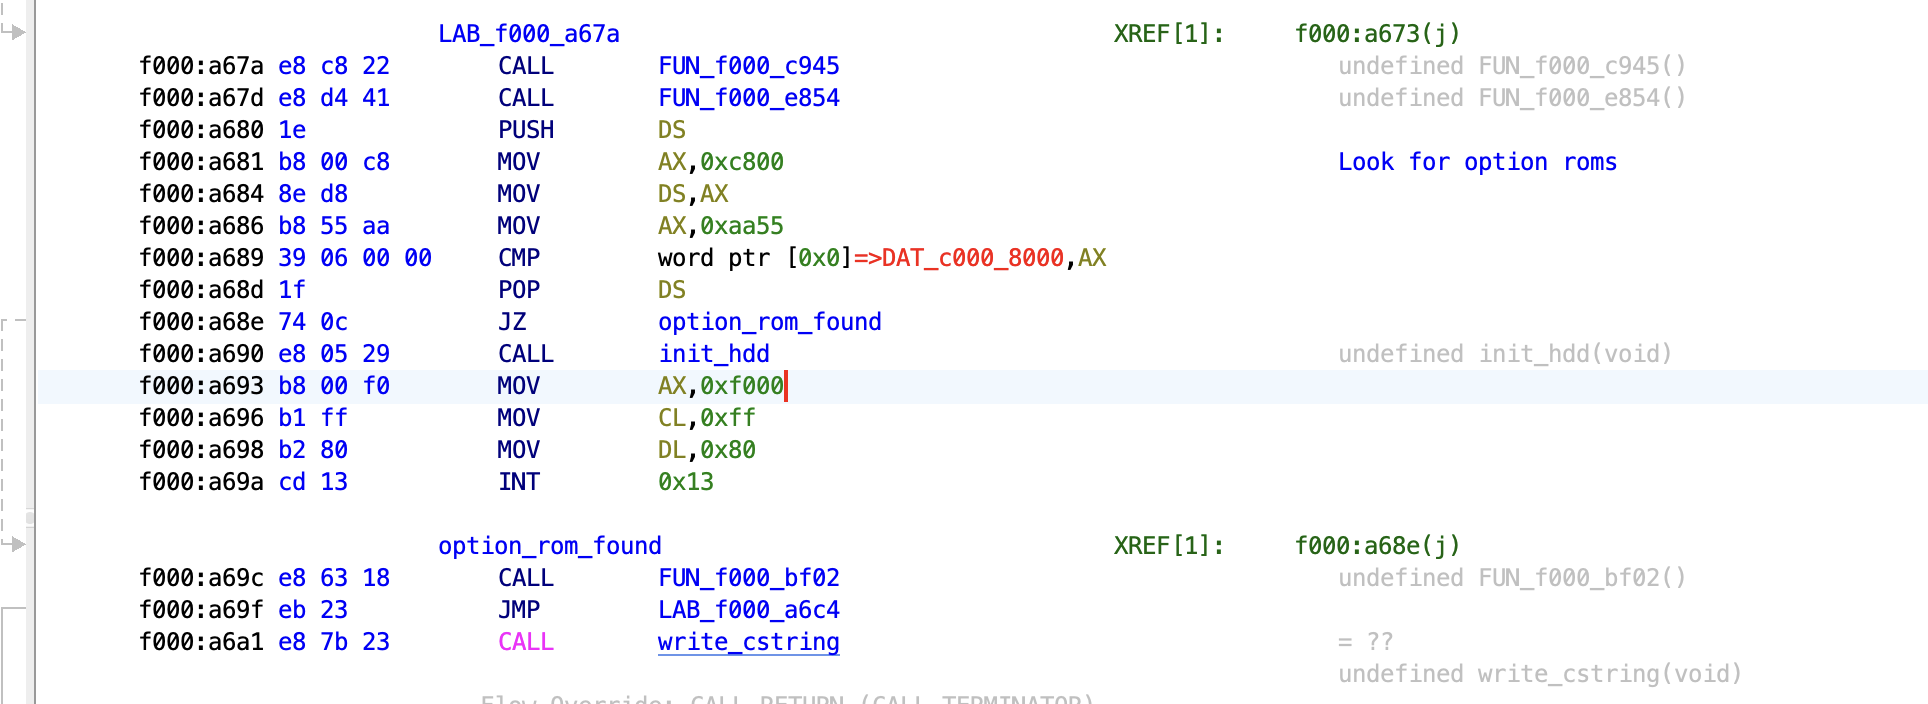 LAB_f000_a67a XREF[1]: f000:a673(j)
f000:a67a e8 c8 22 CALL FUN_f000_c945 undefined FUN_f000_c945()
f000:a67d e8 d4 41 CALL FUN_f000_e854 undefined FUN_f000_e854()
f000:a680 1e PUSH DS
f000:a681 b8 00 c8 MOV AX,0xc800 Look for option roms
f000:a684 8e d8 MOV DS,AX
f000:a686 b8 55 aa MOV AX,0xaa55
f000:a689 39 06 00 00 CMP word ptr [0x0]=>DAT_c000_8000,AX
f000:a68d 1f POP DS
f000:a68e 74 0c JZ option_rom_found
f000:a690 e8 05 29 CALL init_hdd undefined init_hdd(void)
f000:a693 b8 00 f0 MOV AX,0xf000
f000:a696 b1 ff MOV CL,0xff
f000:a698 b2 80 MOV DL,0x80
f000:a69a cd 13 INT 0x13
option_rom_found XREF[1]: f000:a68e(j)
f000:a69c e8 63 18 CALL FUN_f000_bf02 undefined FUN_f000_bf02()
f000:a69f eb 23 JMP LAB_f000_a6c4
f000:a6a1 e8 7b 23 CALL write_cstring = ??
undefined write_cstring(void)
Flow Override: CALL_RETURN (CALL_TERMINATOR)